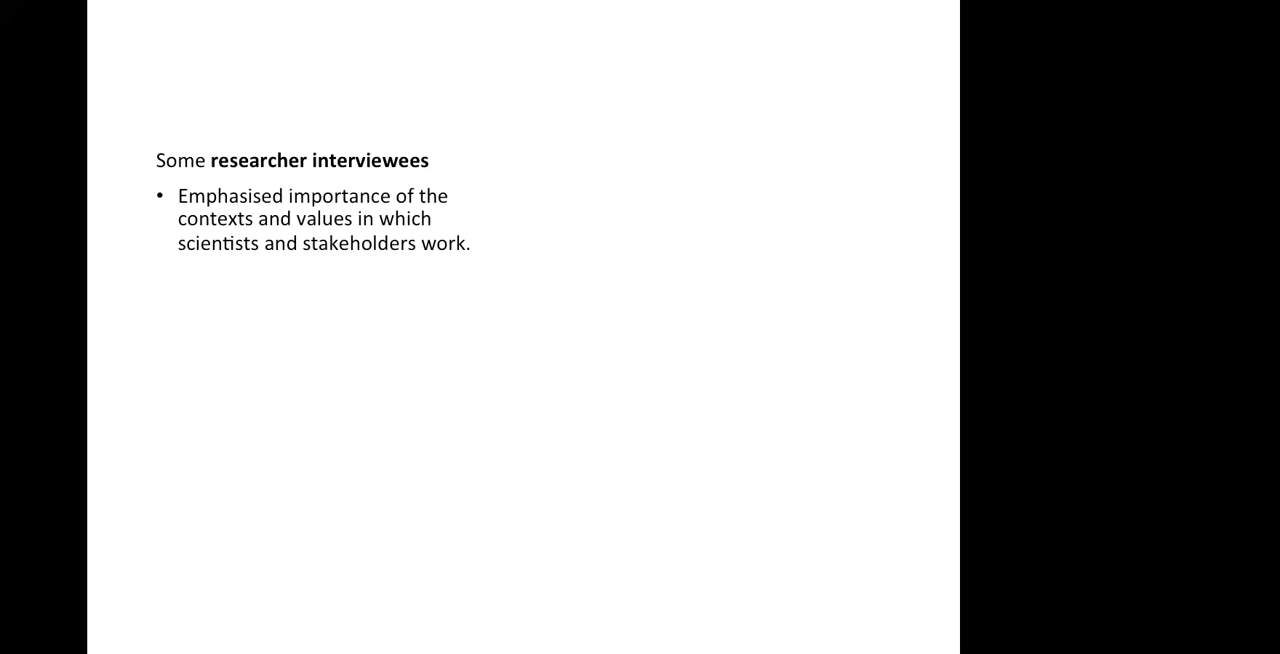 Some researcher interviewees
• Emphasised importance of the
contexts and values in which
scientists and stakeholders work.